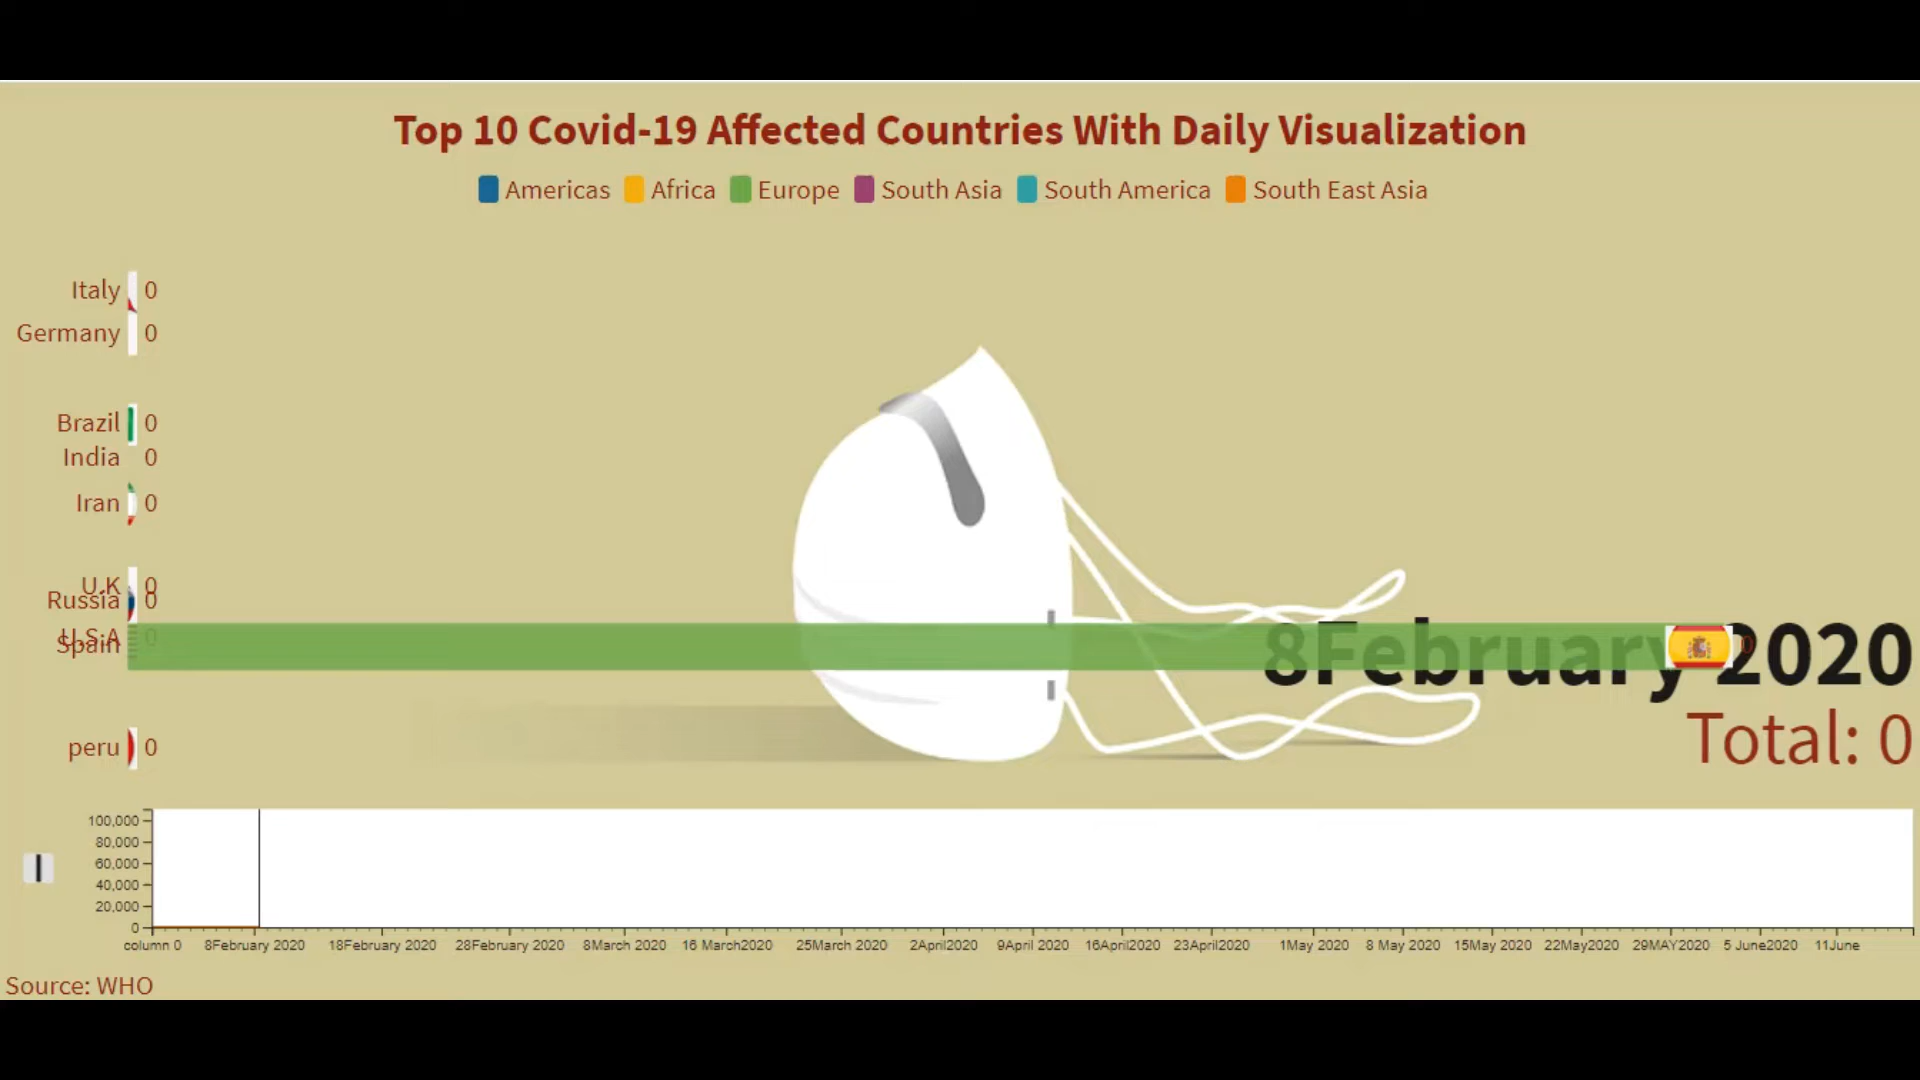 Top 10 Covid-19 Affected Countries With Daily Visualization
Americas Africa Europe South Asia South America South East Asia
Italy 0
Germany 0
Brazil 0
India 0
Iran 0
U.K 0
Russia 0
U.S.A 0
Spain 0
8February 2020
Total: 0
peru 0
100,000
80,000
60,000
40,000
20,000
0
column 0 8February 2020 18February 2020 28February 2020 8March 2020 16 March2020 25March 2020 2April2020 9April 2020 16April2020 23April2020 1May 2020 8 May 2020 15May 2020 22May2020 29MAY2020 5 June2020 11June
Source: WHO